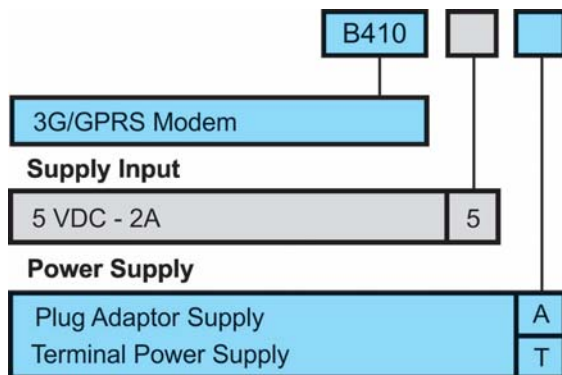 B410
3G/GPRS Modem
Supply Input
5 VDC - 2A 5
Power Supply
Plug Adaptor Supply A
Terminal Power Supply T